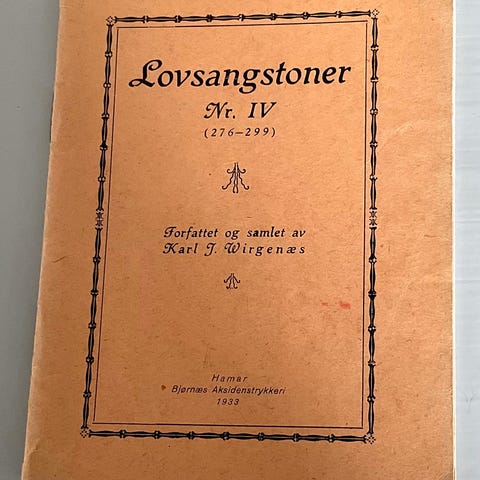 Lovsangstoner
Nr. IV
(276—299)
Forfattet og samlet av
Karl J. Wirgenæs
Hamar
Bjørnæs Aksidenstrykkeri
1933